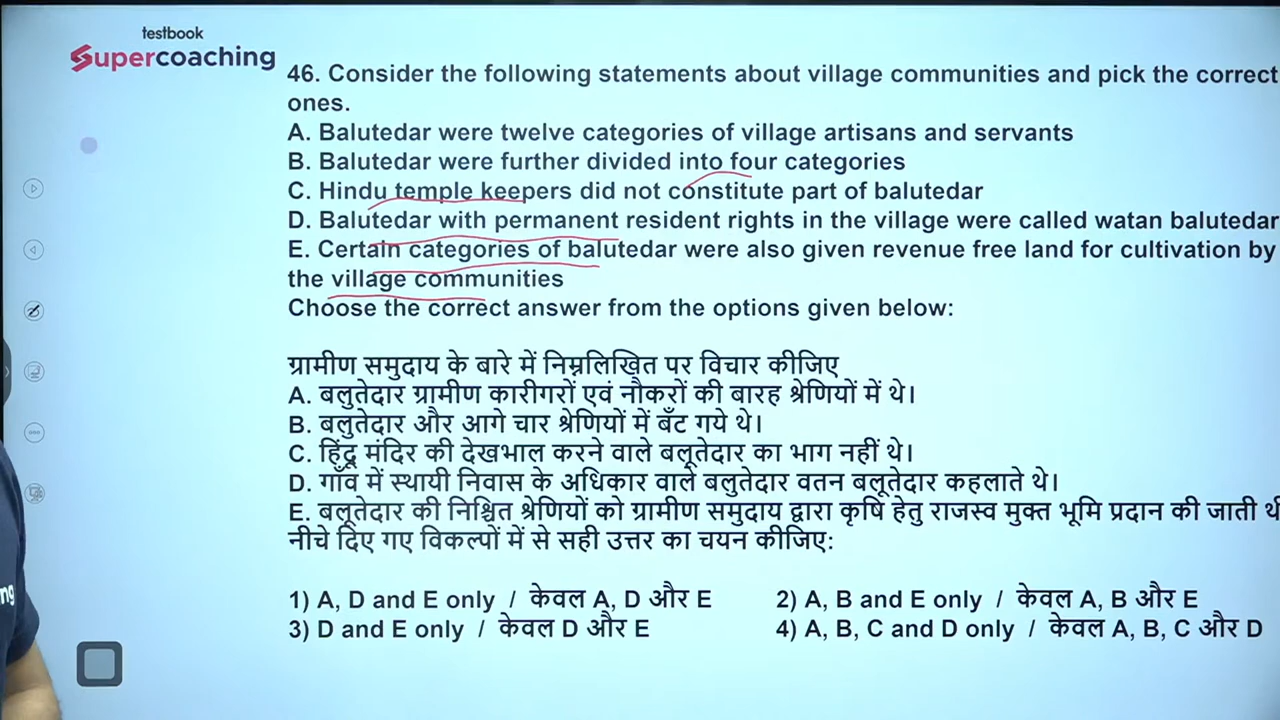 testbook
Supercoaching
46. Consider the following statements about village communities and pick the correct
ones.
A. Balutedar were twelve categories of village artisans and servants
B. Balutedar were further divided into four categories
C. Hindu temple keepers did not constitute part of balutedar
D. Balutedar with permanent resident rights in the village were called watan balutedar
E. Certain categories of balutedar were also given revenue free land for cultivation by
the village communities
Choose the correct answer from the options given below:
ग्रामीण समुदाय के बारे में निम्नलिखित पर विचार कीजिए
A. बलुतेदार ग्रामीण कारीगरों एवं नौकरों की बारह श्रेणियों में थे।
B. बलुतेदार और आगे चार श्रेणियों में बँट गये थे।
C. हिंदू मंदिर की देखभाल करने वाले बलूतेदार का भाग नहीं थे।
D. गाँव में स्थायी निवास के अधिकार वाले बलुतेदार वतन बलूतेदार कहलाते थे।
E. बलूतेदार की निश्चित श्रेणियों को ग्रामीण समुदाय द्वारा कृषि हेतु राजस्व मुक्त भूमि प्रदान की जाती थी
नीचे दिए गए विकल्पों में से सही उत्तर का चयन कीजिए:
1) A, D and E only / केवल A, D और E 2) A, B and E only / केवल A, B और E
3) D and E only / केवल D और E 4) A, B, C and D only / केवल A, B, C और D
ng